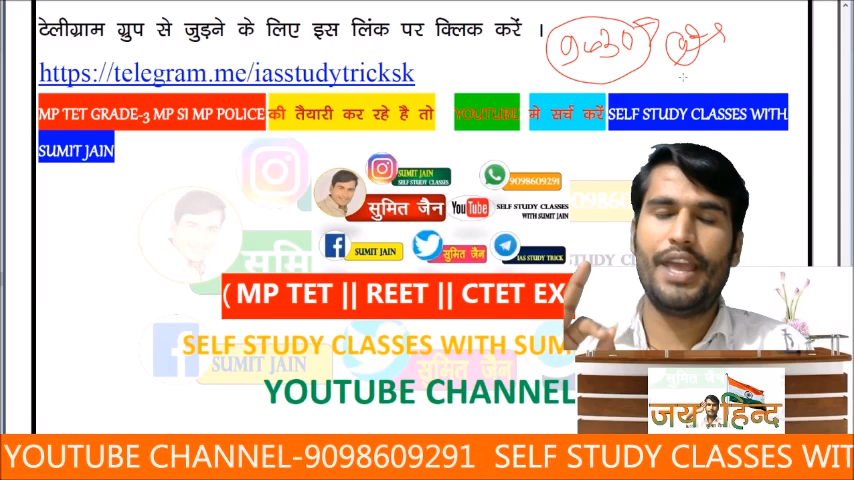 टेलीग्राम ग्रुप से जुड़ने के लिए इस लिंक पर क्लिक करें ।
https://telegram.me/iasstudytricksk
MP TET GRADE-3 MP SI MP POLICE की तैयारी कर रहे है तो YOUTUBE मे सर्च करें SELF STUDY CLASSES WITH
SUMIT JAIN
SUMIT JAIN
SELF STUDY CLASSES
9098609291
सुमित जैन
YouTube
SELF STUDY CLASSES
WITH SUMIT JAIN
SUMIT JAIN
सुमित जैन
IAS STUDY TRICK
( MP TET || REET || CTET EX
SELF STUDY CLASSES WITH SUM
SUMIT JAIN
सुमित जैन
YOUTUBE CHANNEL
सुमित जैन
जय हिन्द
YOUTUBE CHANNEL-9098609291 SELF STUDY CLASSES WIT